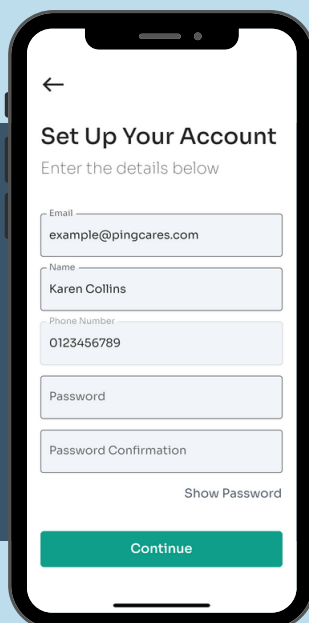 Set Up Your Account
Enter the details below
Email
example@pingcares.com
Name
Karen Collins
Phone Number
0123456789
Password
Password Confirmation
Show Password
Continue